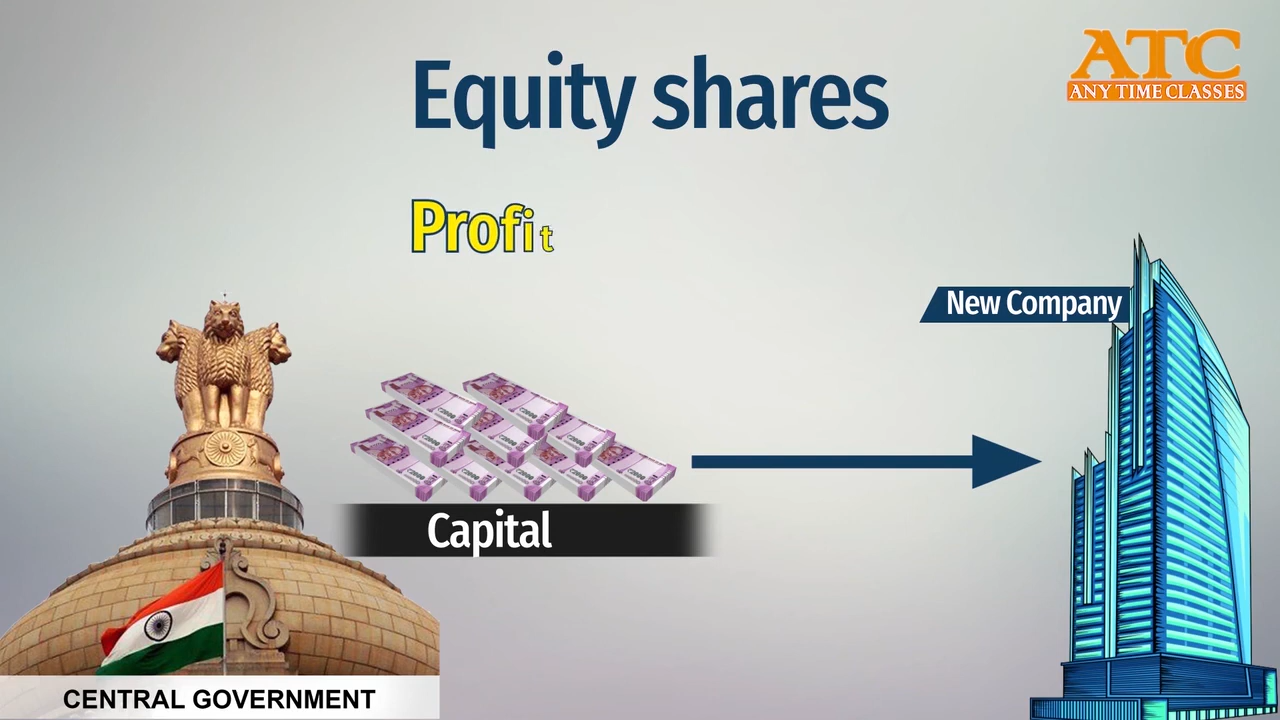 Equity shares
ATC
ANY TIME CLASSES
Profit
New Company
Capital
CENTRAL GOVERNMENT